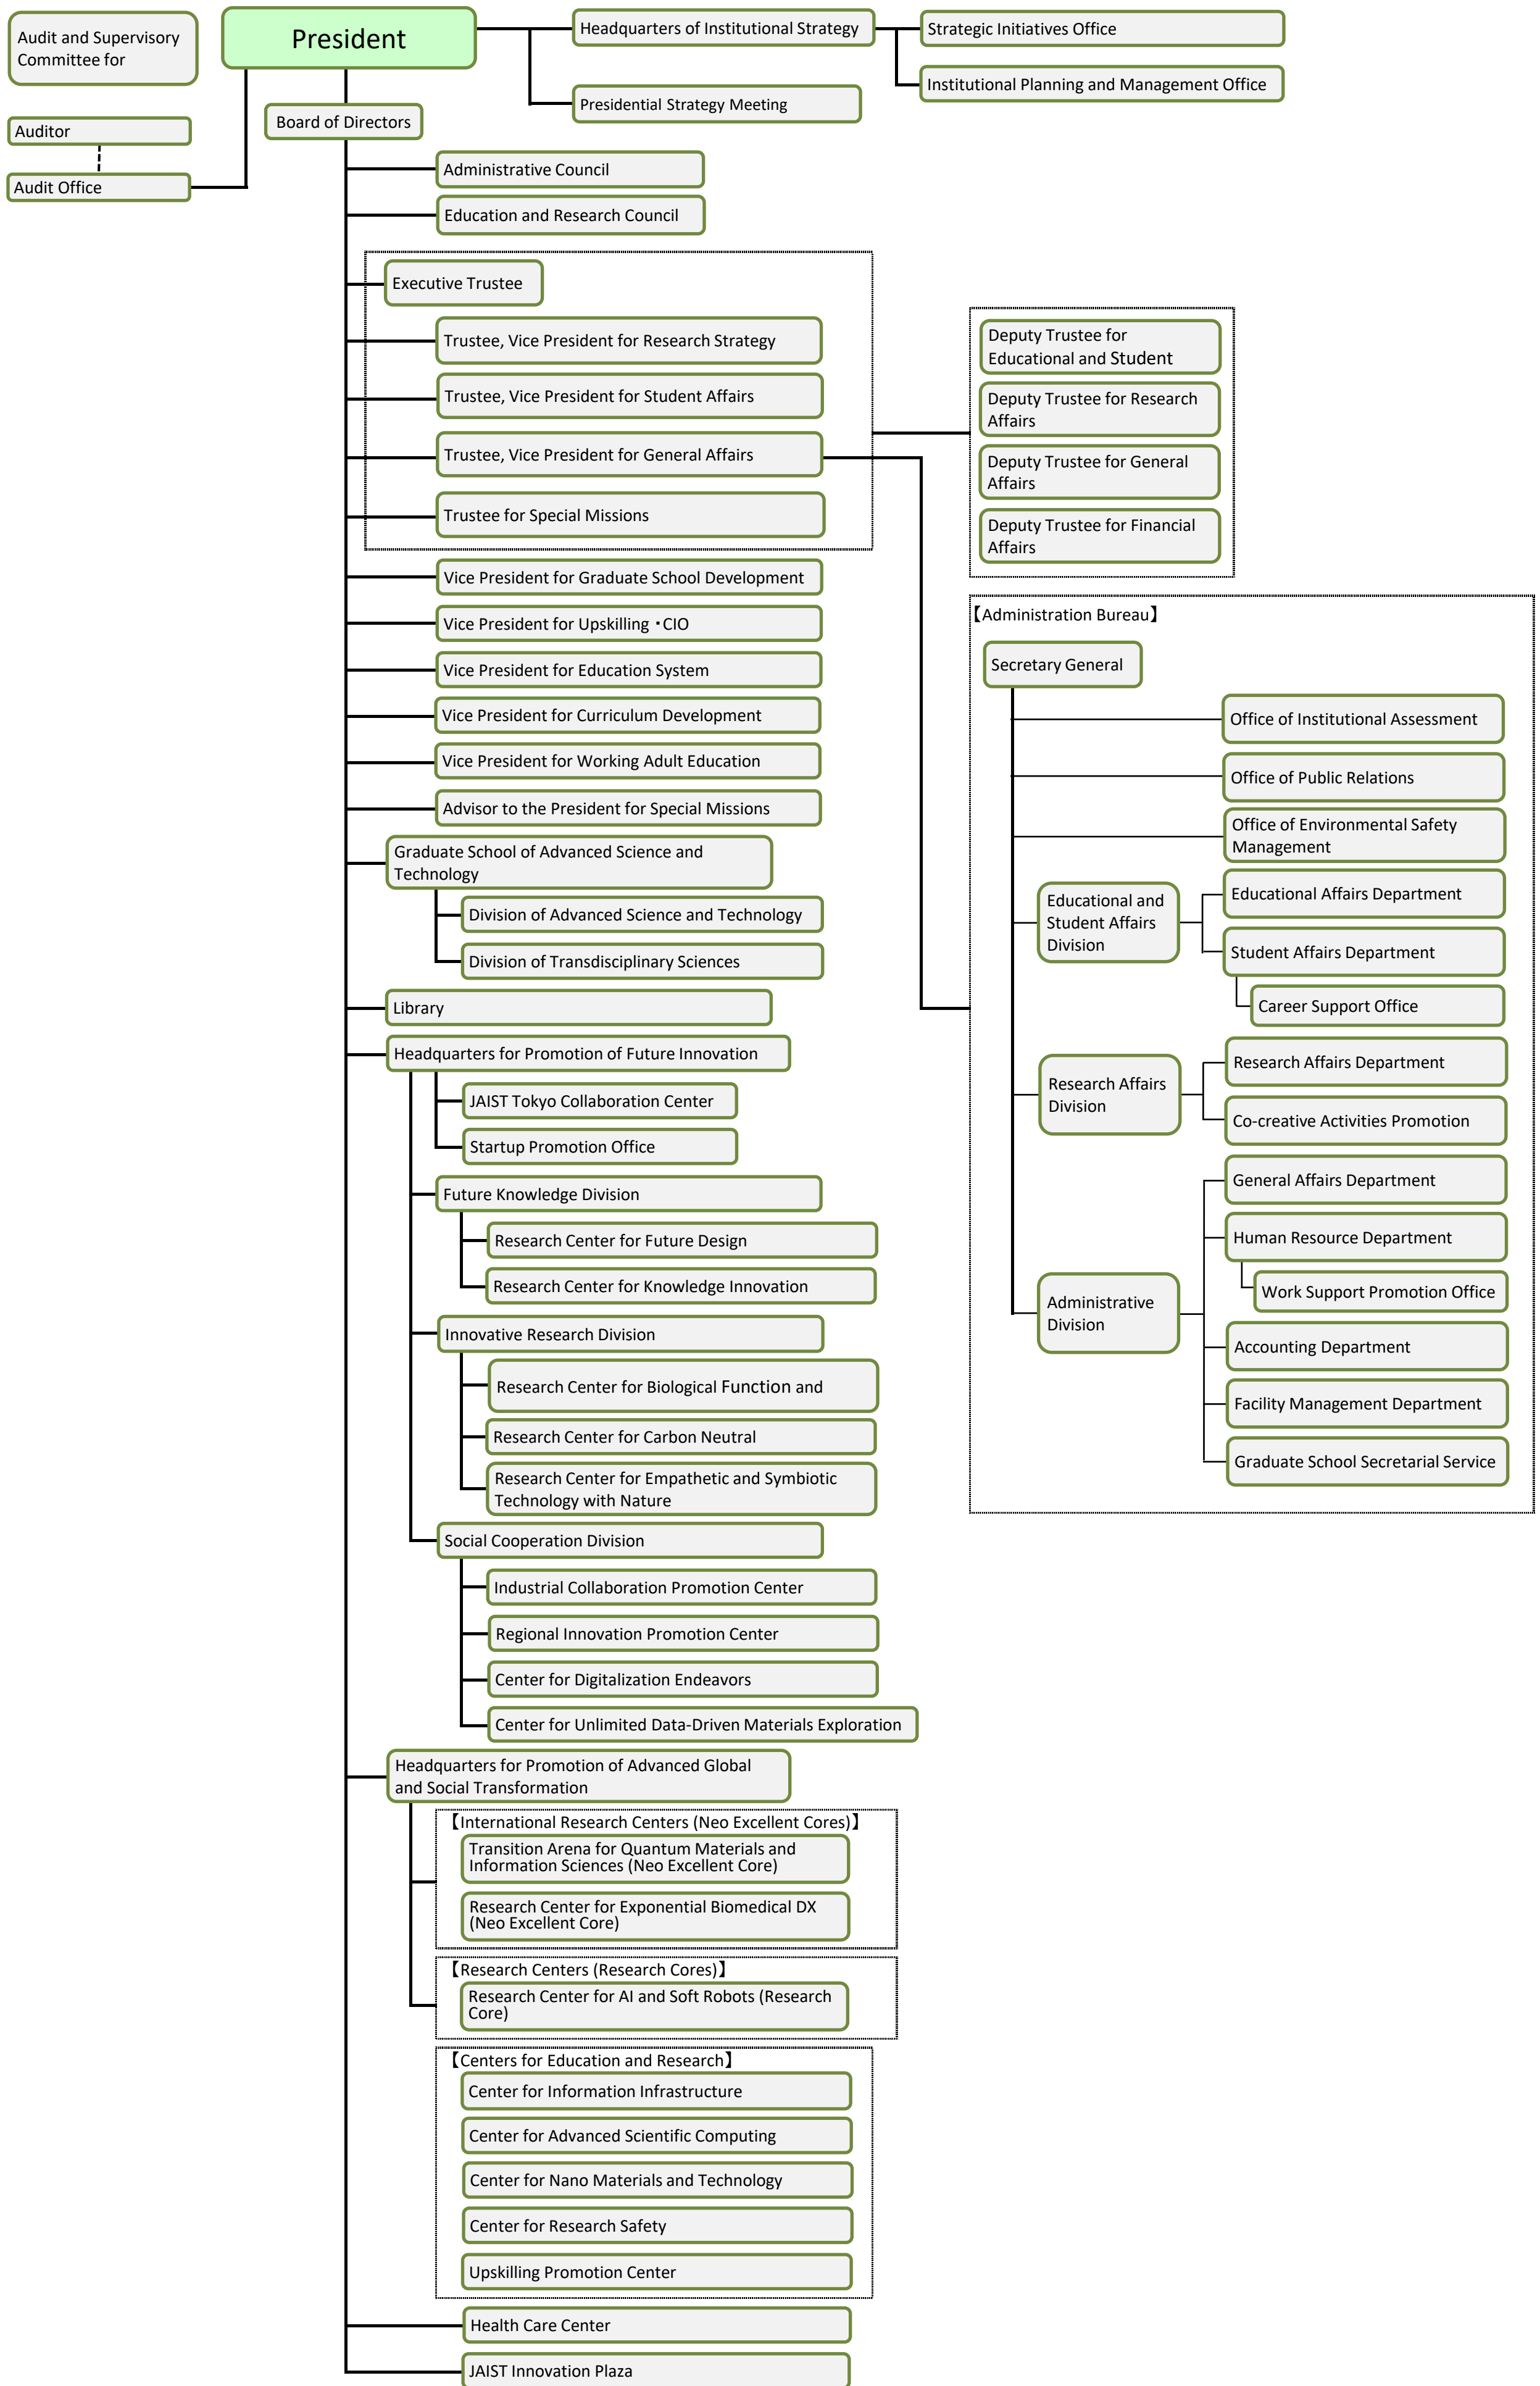 Audit and Supervisory
Committee for
President
Headquarters of Institutional Strategy
Strategic Initiatives Office
Institutional Planning and Management Office
Presidential Strategy Meeting
Board of Directors
Auditor
Audit Office
Administrative Council
Education and Research Council
Executive Trustee
Trustee, Vice President for Research Strategy
Trustee, Vice President for Student Affairs
Trustee, Vice President for General Affairs
Trustee for Special Missions
Deputy Trustee for
Educational and Student
Deputy Trustee for Research
Affairs
Deputy Trustee for General
Affairs
Deputy Trustee for Financial
Affairs
Vice President for Graduate School Development
Vice President for Upskilling ・CIO
Vice President for Education System
Vice President for Curriculum Development
Vice President for Working Adult Education
Advisor to the President for Special Missions
Graduate School of Advanced Science and
Technology
Division of Advanced Science and Technology
Division of Transdisciplinary Sciences
Library
Headquarters for Promotion of Future Innovation
JAIST Tokyo Collaboration Center
Startup Promotion Office
Future Knowledge Division
Research Center for Future Design
Research Center for Knowledge Innovation
Innovative Research Division
Research Center for Biological Function and
Research Center for Carbon Neutral
Research Center for Empathetic and Symbiotic
Technology with Nature
Social Cooperation Division
Industrial Collaboration Promotion Center
Regional Innovation Promotion Center
Center for Digitalization Endeavors
Center for Unlimited Data-Driven Materials Exploration
Headquarters for Promotion of Advanced Global
and Social Transformation
【International Research Centers (Neo Excellent Cores)】
Transition Arena for Quantum Materials and
Information Sciences (Neo Excellent Core)
Research Center for Exponential Biomedical DX
(Neo Excellent Core)
【Research Centers (Research Cores)】
Research Center for AI and Soft Robots (Research
Core)
【Centers for Education and Research】
Center for Information Infrastructure
Center for Advanced Scientific Computing
Center for Nano Materials and Technology
Center for Research Safety
Upskilling Promotion Center
Health Care Center
JAIST Innovation Plaza
【Administration Bureau】
Secretary General
Office of Institutional Assessment
Office of Public Relations
Office of Environmental Safety
Management
Educational and
Student Affairs
Division
Educational Affairs Department
Student Affairs Department
Career Support Office
Research Affairs
Division
Research Affairs Department
Co-creative Activities Promotion
Administrative
Division
General Affairs Department
Human Resource Department
Work Support Promotion Office
Accounting Department
Facility Management Department
Graduate School Secretarial Service